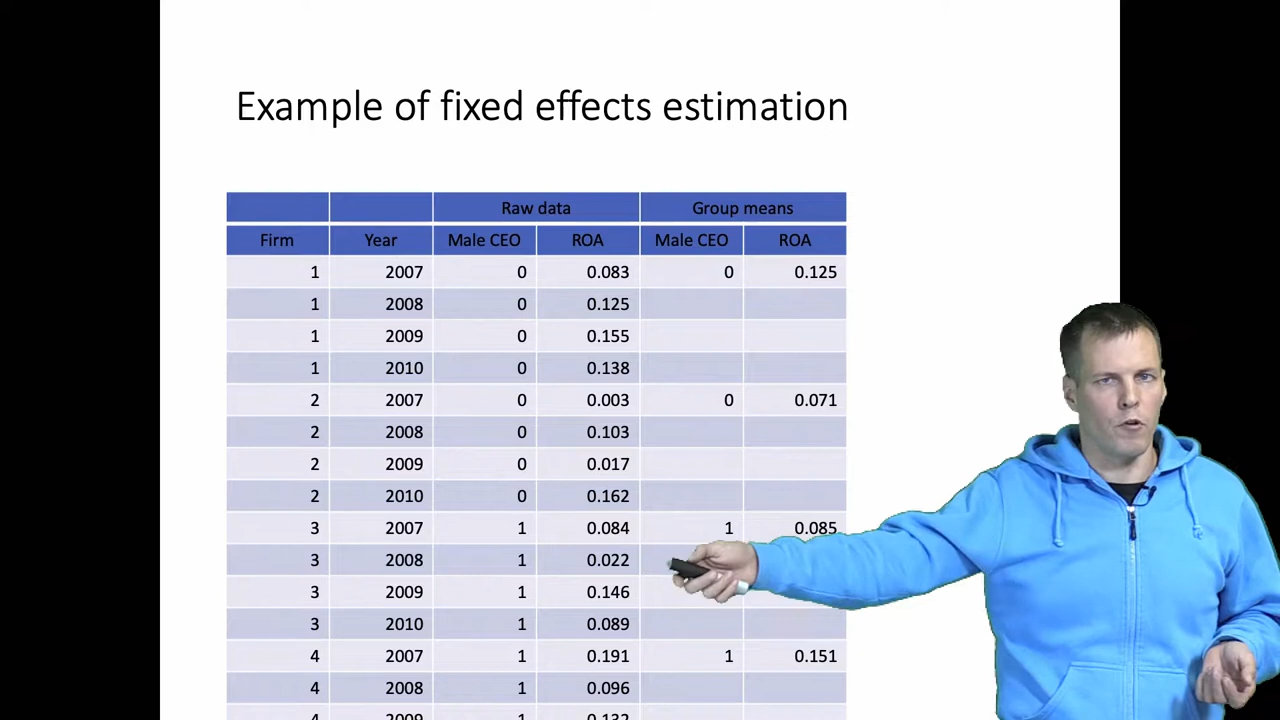 Example of fixed effects estimation
Raw data Group means
Firm Year Male CEO ROA Male CEO ROA
1 2007 0 0.083 0 0.125
1 2008 0 0.125
1 2009 0 0.155
1 2010 0 0.138
2 2007 0 0.003 0 0.071
2 2008 0 0.103
2 2009 0 0.017
2 2010 0 0.162
3 2007 1 0.084 1 0.085
3 2008 1 0.022
3 2009 1 0.146
3 2010 1 0.089
4 2007 1 0.191 1 0.151
4 2008 1 0.096
4 2009 1 0.132